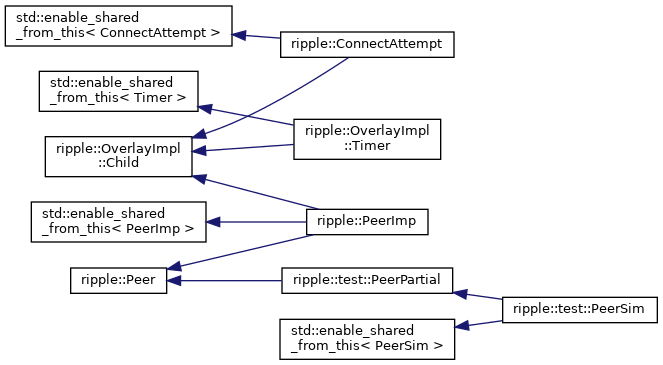 std::enable_shared
_from_this< ConnectAttempt >
ripple::ConnectAttempt
std::enable_shared
_from_this< Timer >
ripple::OverlayImpl
::Timer
ripple::OverlayImpl
::Child
std::enable_shared
_from_this< PeerImp >
ripple::PeerImp
ripple::Peer
ripple::test::PeerPartial
ripple::test::PeerSim
std::enable_shared
_from_this< PeerSim >